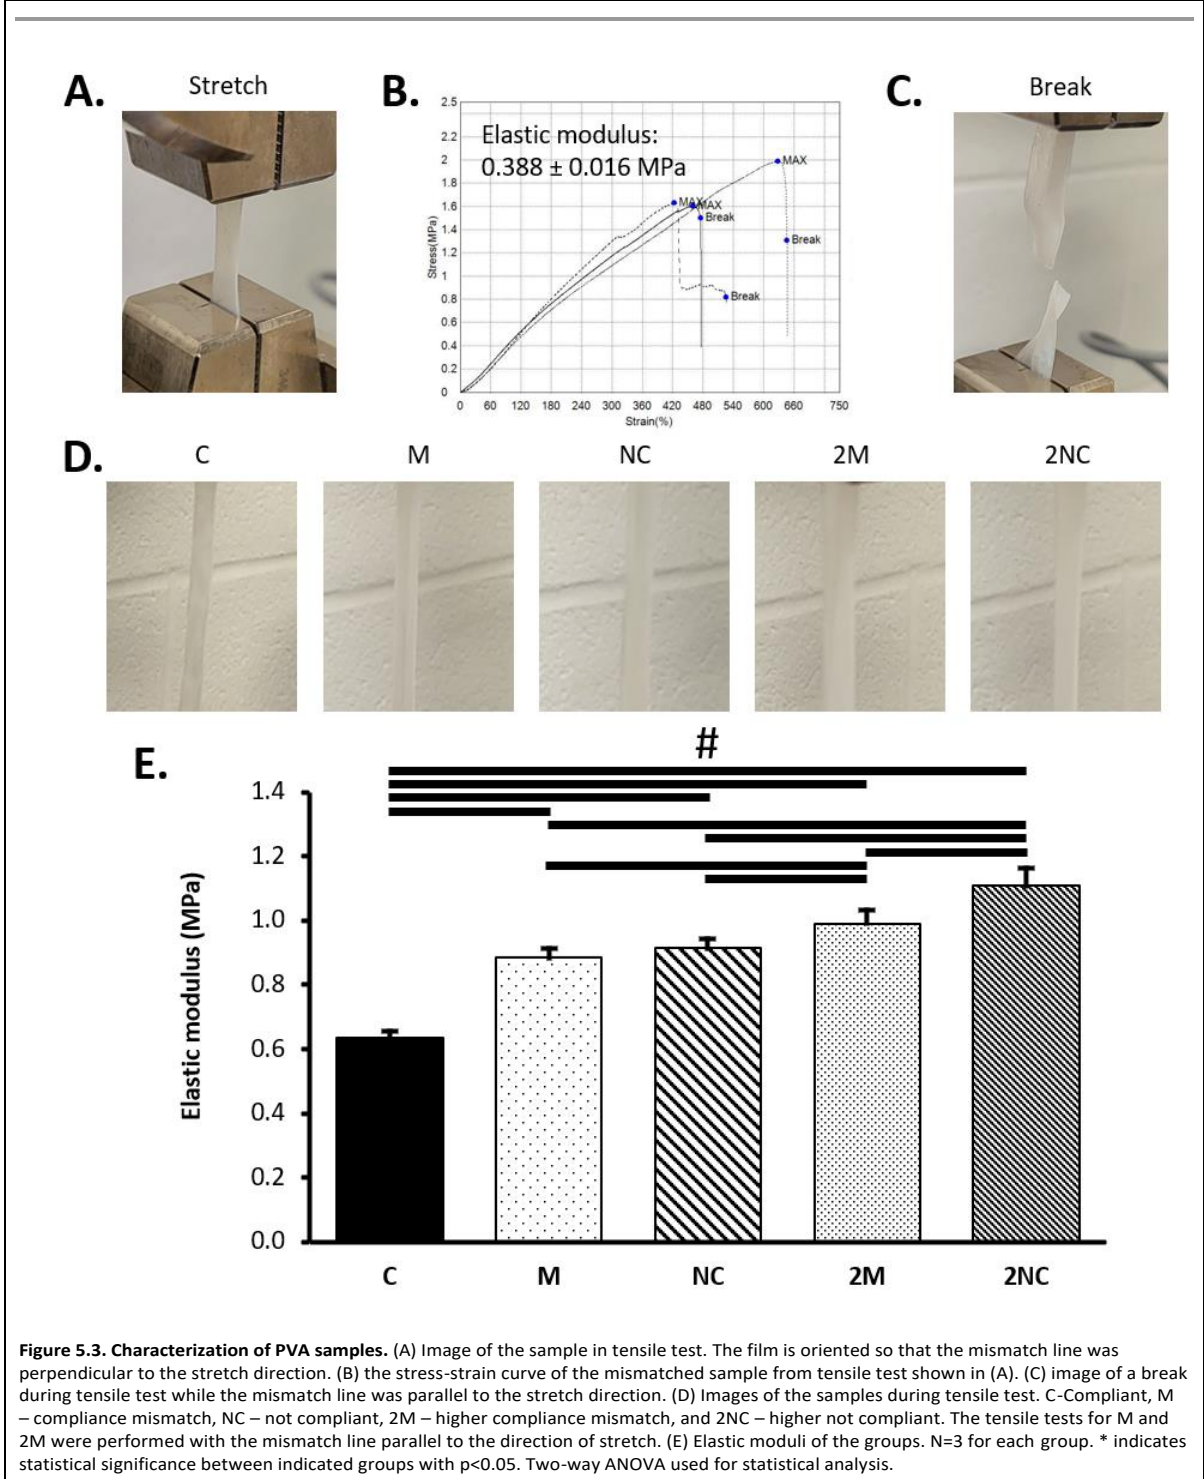 A.
Stretch
B.
C.
Break
2.5
2.2
2
1.8
1.6
1.4
1.2
1
0.8
0.6
0.4
0.2
0
Stress(MPa)
Elastic modulus:
0.388 ± 0.016 MPa
MAX
MAX
MAX
Break
Break
Break
0 60 120 180 240 300 360 420 480 540 600 660 750
Strain(%)
D.
C M NC 2M 2NC
E.
#
1.4
1.2
1.0
0.8
0.6
0.4
0.2
0.0
Elastic modulus (MPa)
C M NC 2M 2NC
Figure 5.3. Characterization of PVA samples. (A) Image of the sample in tensile test. The film is oriented so that the mismatch line was
perpendicular to the stretch direction. (B) the stress-strain curve of the mismatched sample from tensile test shown in (A). (C) image of a break
during tensile test while the mismatch line was parallel to the stretch direction. (D) Images of the samples during tensile test. C-Compliant, M
– compliance mismatch, NC – not compliant, 2M – higher compliance mismatch, and 2NC – higher not compliant. The tensile tests for M and
2M were performed with the mismatch line parallel to the direction of stretch. (E) Elastic moduli of the groups. N=3 for each group. * indicates
statistical significance between indicated groups with p<0.05. Two-way ANOVA used for statistical analysis.